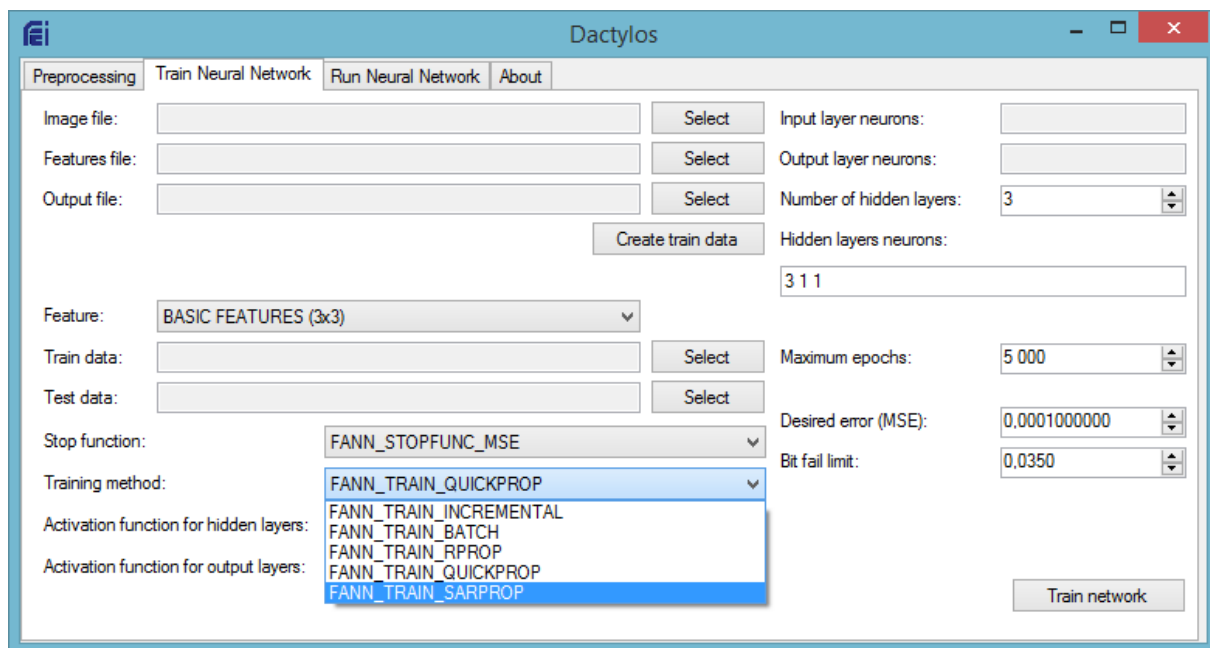 Dactylos
Preprocessing Train Neural Network Run Neural Network About
Image file: Select
Features file: Select
Output file: Select
Create train data
Input layer neurons:
Output layer neurons:
Number of hidden layers: 3
Hidden layers neurons:
3 1 1
Feature: BASIC FEATURES (3x3)
Train data: Select
Test data: Select
Maximum epochs: 5 000
Desired error (MSE): 0,0001000000
Bit fail limit: 0,0350
Stop function: FANN_STOPFUNC_MSE
Training method: FANN_TRAIN_QUICKPROP
FANN_TRAIN_INCREMENTAL
FANN_TRAIN_BATCH
FANN_TRAIN_RPROP
FANN_TRAIN_QUICKPROP
FANN_TRAIN_SARPROP
Activation function for hidden layers:
Activation function for output layers:
Train network